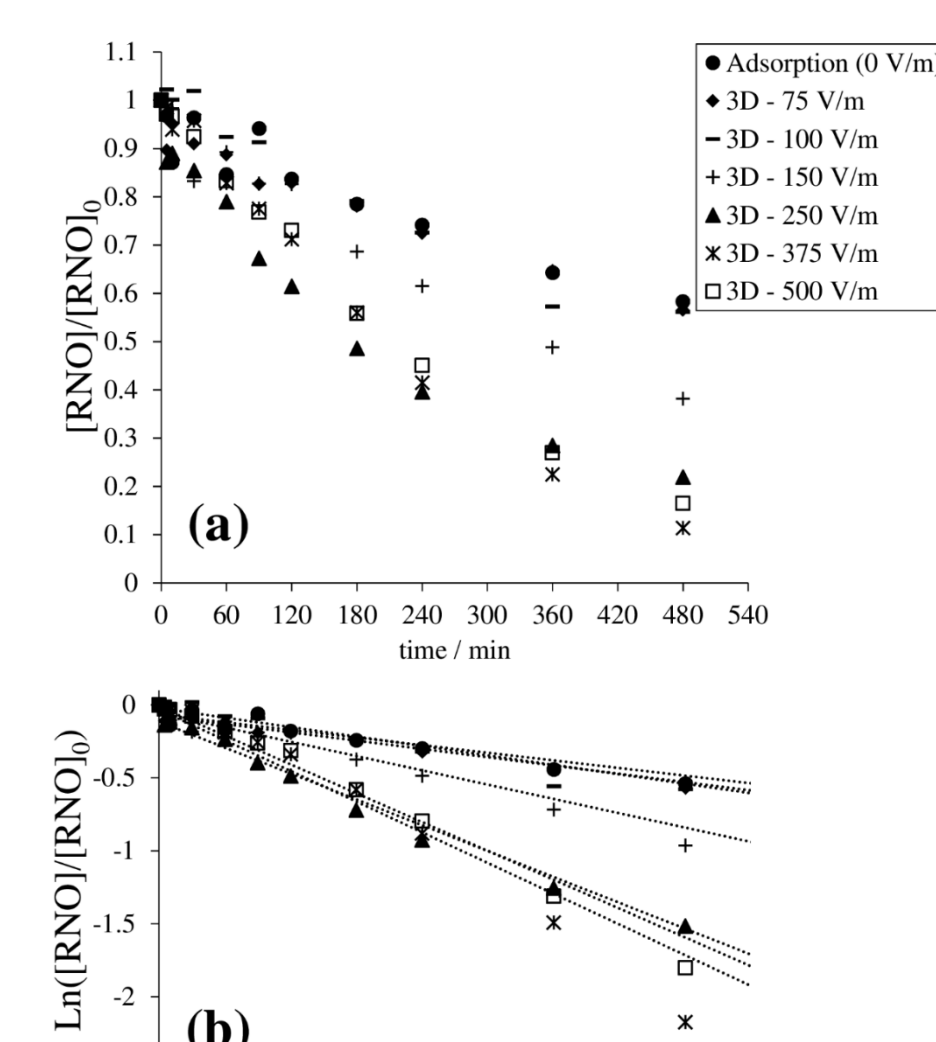 1.1
1
0.9
0.8
0.7
0.6
0.5
0.4
0.3
0.2
0.1
0
[RNO]/[RNO]0
(a)
0 60 120 180 240 300 360 420 480 540
time / min
Adsorption (0 V/m)
3D - 75 V/m
3D - 100 V/m
3D - 150 V/m
3D - 250 V/m
3D - 375 V/m
3D - 500 V/m
0
-0.5
-1
-1.5
-2
Ln([RNO]/[RNO]0)
(b)